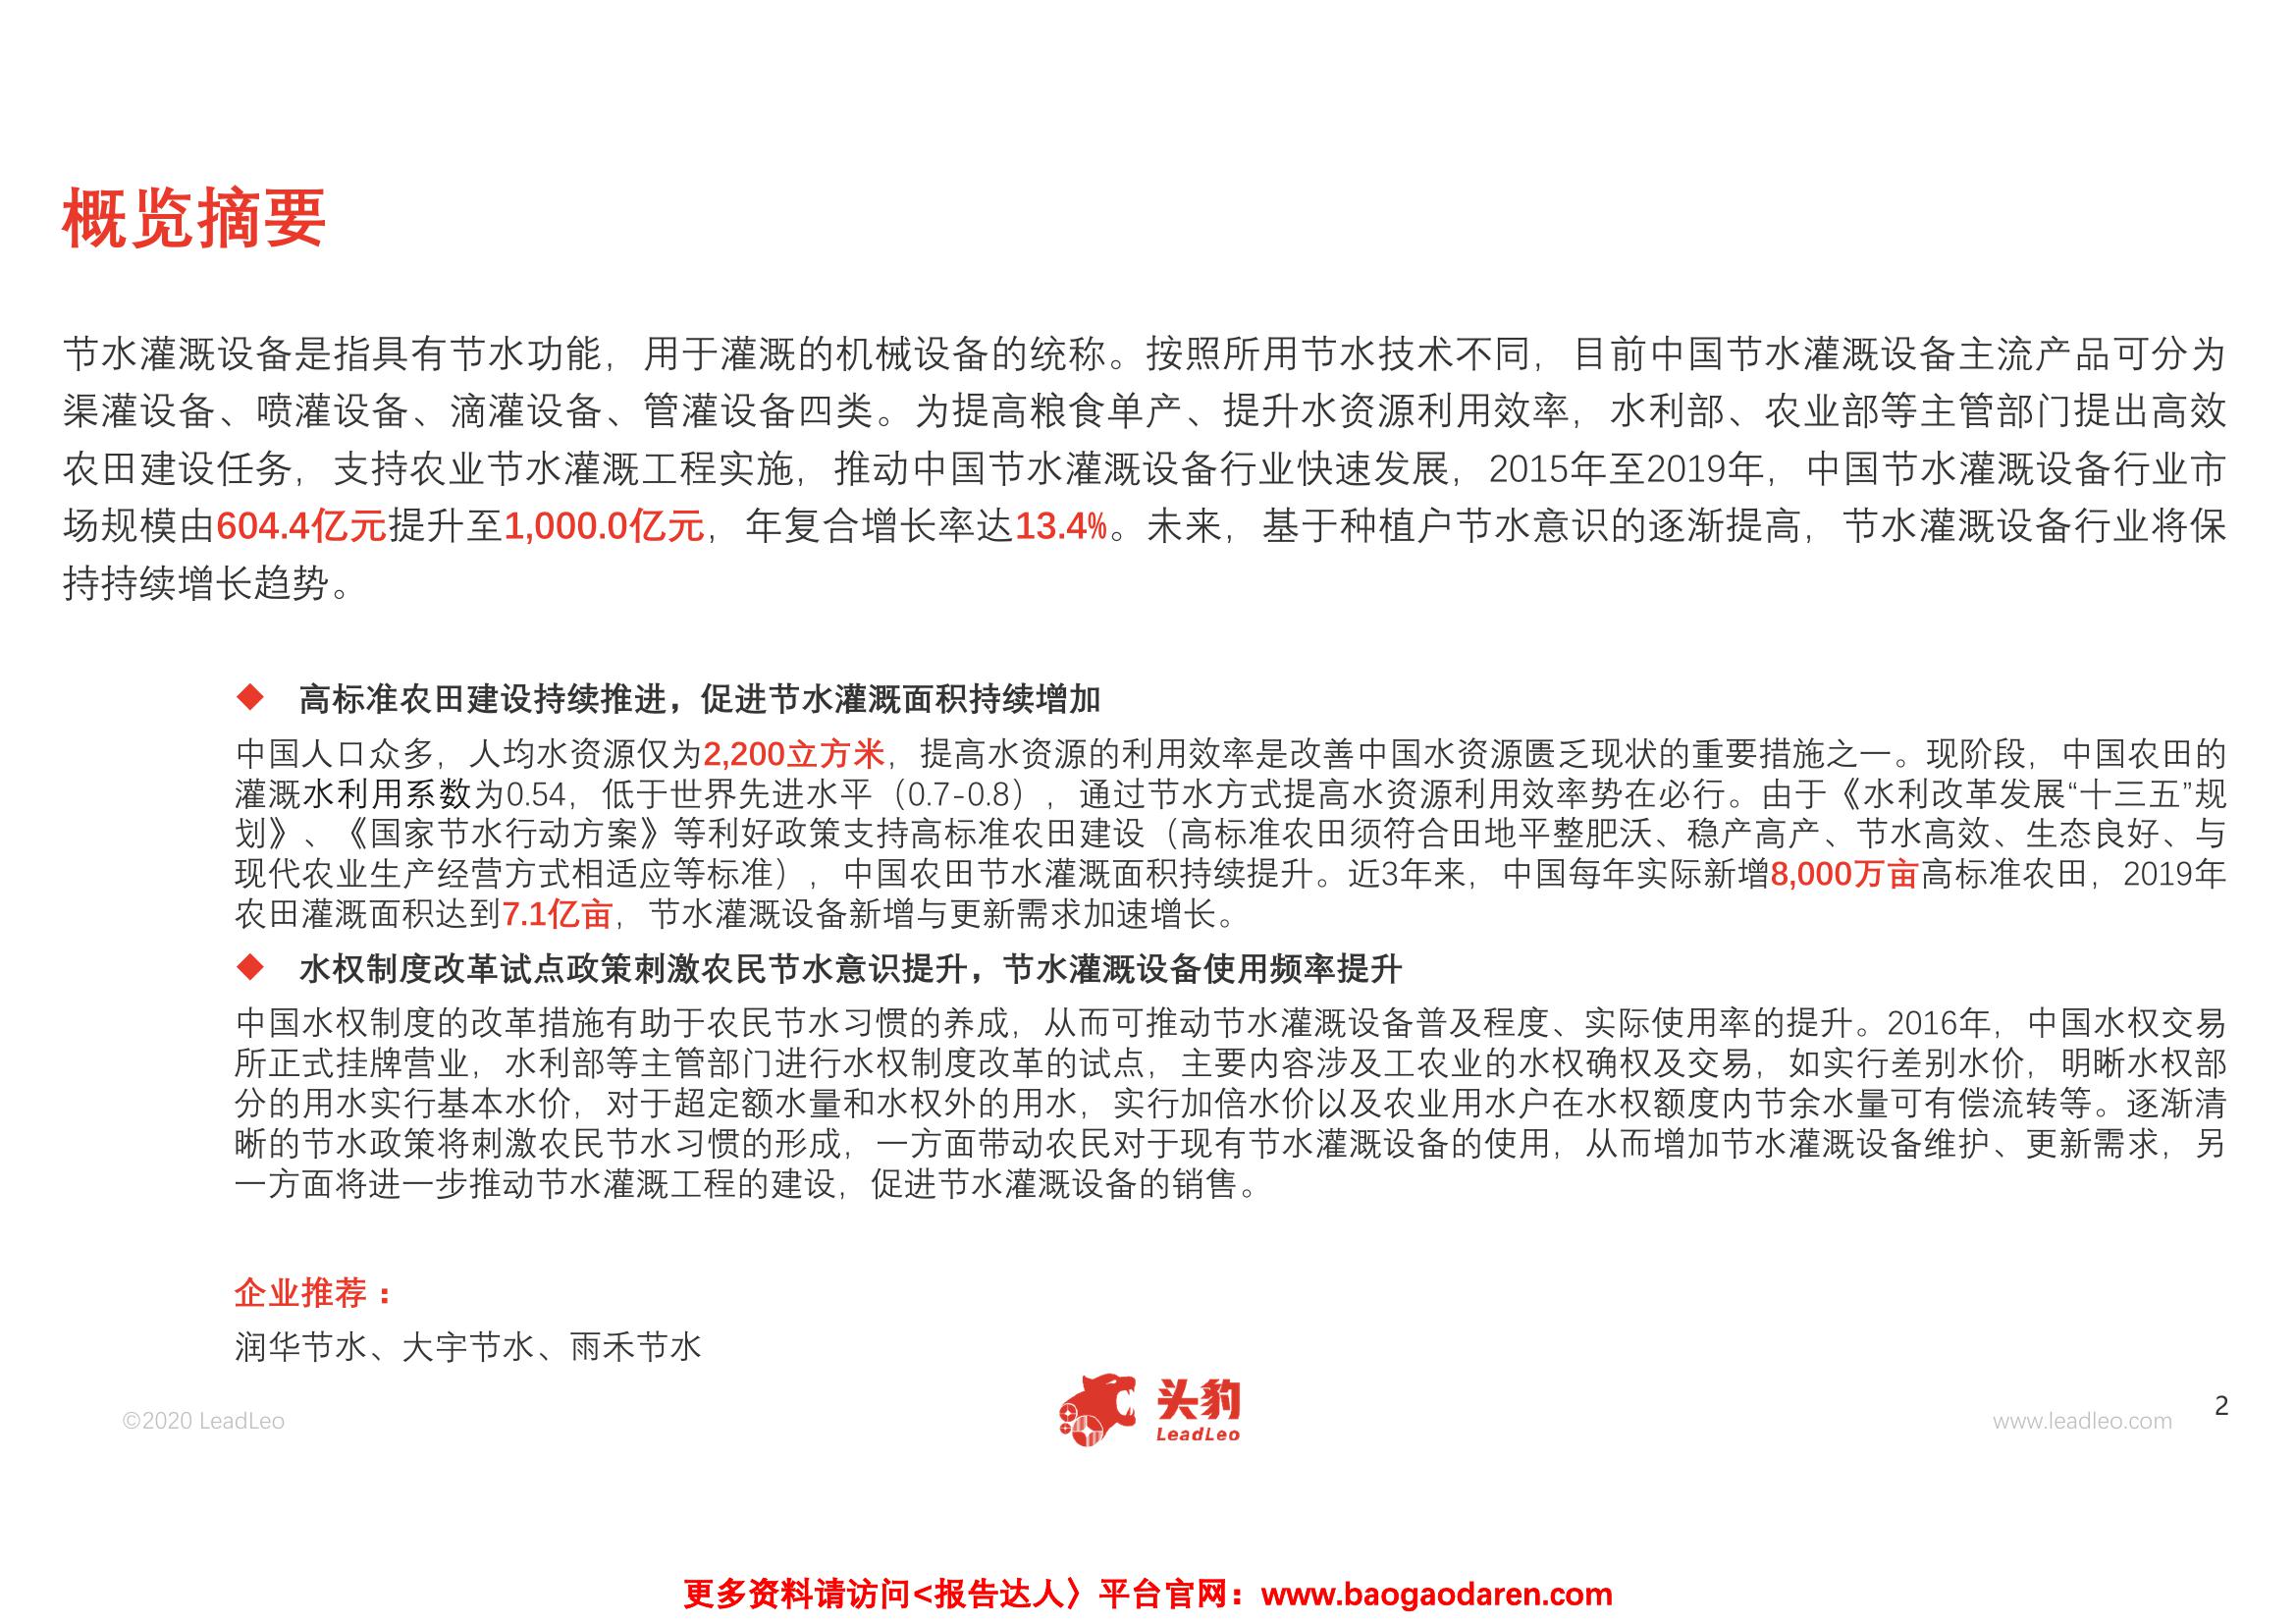 概览摘要
节水灌溉设备是指具有节水功能，用于灌溉的机械设备的统称。按照所用节水技术不同，目前中国节水灌溉设备主流产品可分为
渠灌设备、喷灌设备、滴灌设备、管灌设备四类。为提高粮食单产、提升水资源利用效率，水利部、农业部等主管部门提出高效
农田建设任务，支持农业节水灌溉工程实施，推动中国节水灌溉设备行业快速发展，2015年至2019年，中国节水灌溉设备行业市
场规模由604.4亿元提升至1,000.0亿元，年复合增长率达13.4%。未来，基于种植户节水意识的逐渐提高，节水灌溉设备行业将保
持持续增长趋势。
◆ 高标准农田建设持续推进，促进节水灌溉面积持续增加
中国人口众多，人均水资源仅为2,200立方米，提高水资源的利用效率是改善中国水资源匮乏现状的重要措施之一。现阶段，中国农田的
灌溉水利用系数为0.54，低于世界先进水平（0.7-0.8），通过节水方式提高水资源利用效率势在必行。由于《水利改革发展“十三五”规
划》、《国家节水行动方案》等利好政策支持高标准农田建设（高标准农田须符合田地平整肥沃、稳产高产、节水高效、生态良好、与
现代农业生产经营方式相适应等标准），中国农田节水灌溉面积持续提升。近3年来，中国每年实际新增8,000万亩高标准农田，2019年
农田灌溉面积达到7.1亿亩，节水灌溉设备新增与更新需求加速增长。
◆ 水权制度改革试点政策刺激农民节水意识提升，节水灌溉设备使用频率提升
中国水权制度的改革措施有助于农民节水习惯的养成，从而可推动节水灌溉设备普及程度、实际使用率的提升。2016年，中国水权交易
所正式挂牌营业，水利部等主管部门进行水权制度改革的试点，主要内容涉及工农业的水权确权及交易，如实行差别水价，明晰水权部
分的用水实行基本水价，对于超定额水量和水权外的用水，实行加倍水价以及农业用水户在水权额度内节余水量可有偿流转等。逐渐清
晰的节水政策将刺激农民节水习惯的形成，一方面带动农民对于现有节水灌溉设备的使用，从而增加节水灌溉设备维护、更新需求，另
一方面将进一步推动节水灌溉工程的建设，促进节水灌溉设备的销售。
企业推荐：
润华节水、大宇节水、雨禾节水
©2020 LeadLeo
头豹
LeadLeo
www.leadleo.com
2
更多资料请访问<报告达人〉平台官网：www.baogaodaren.com